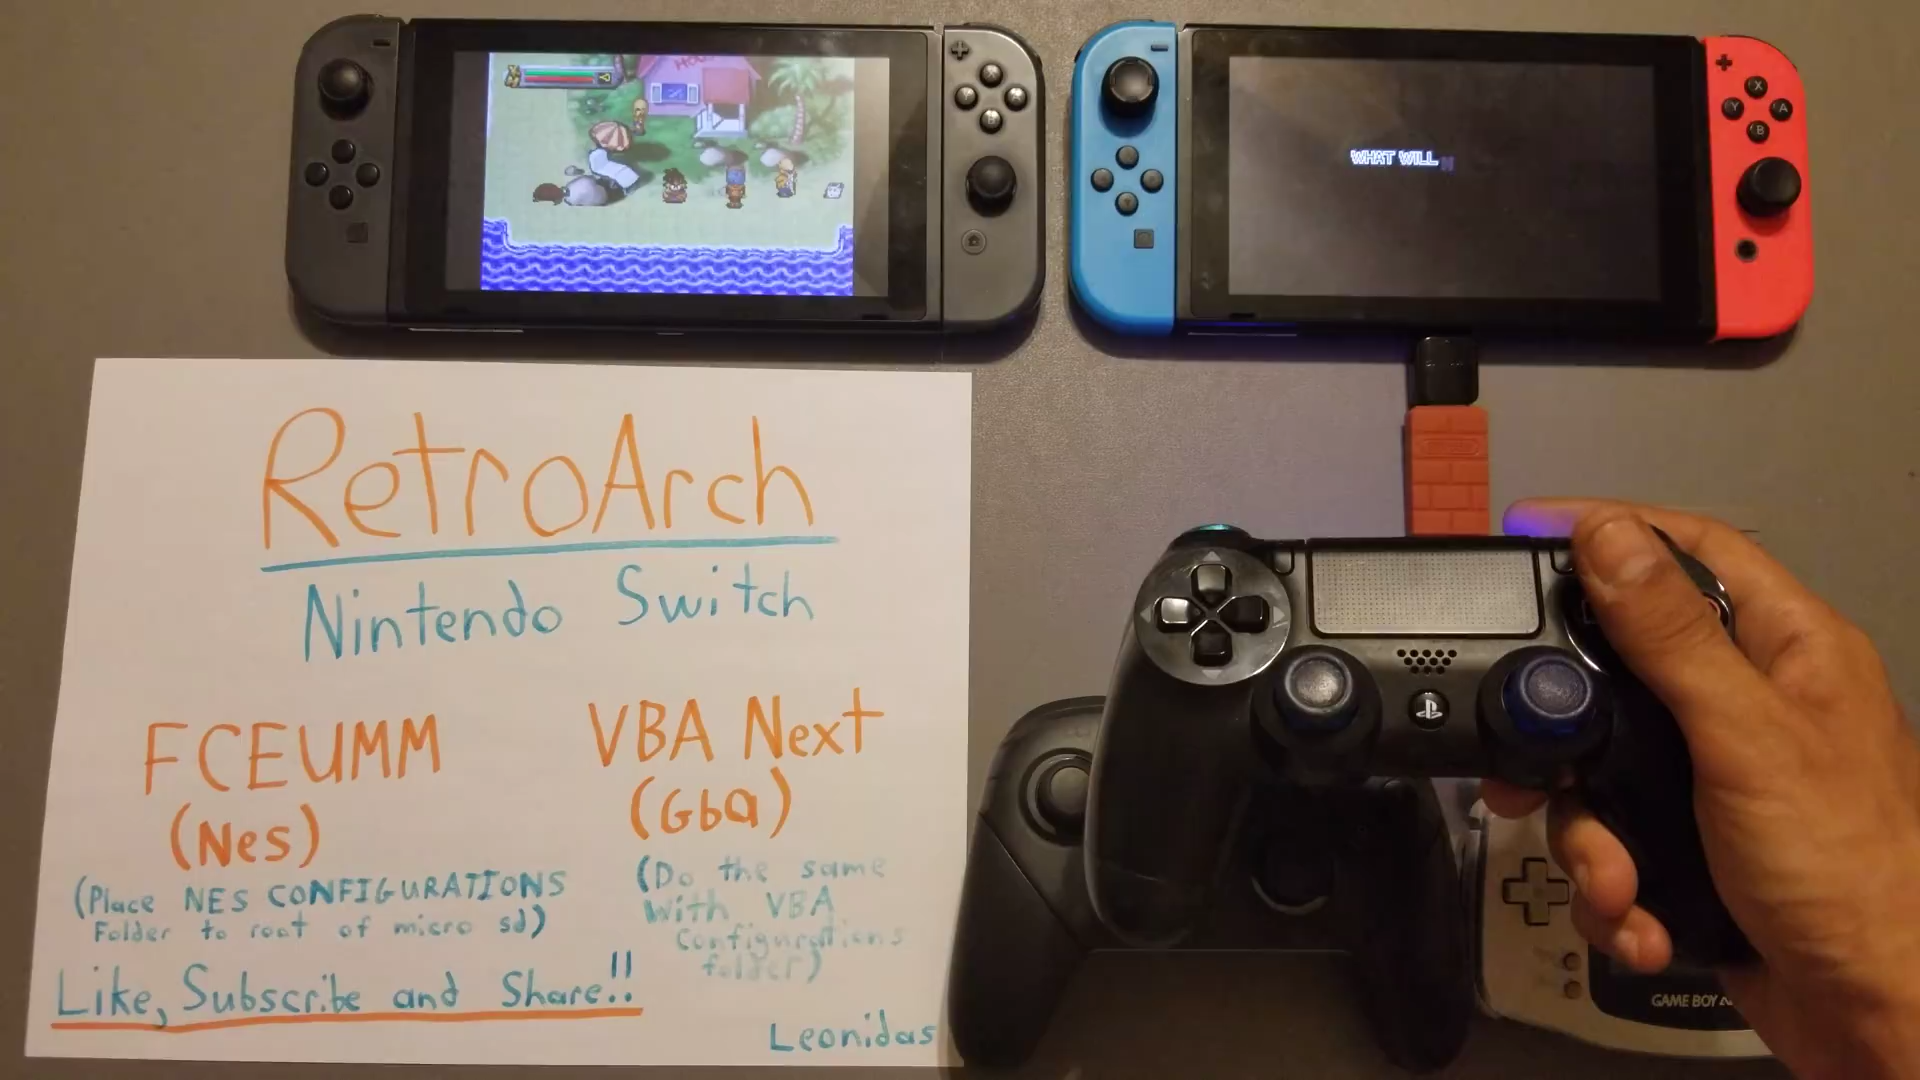 HOU
WHAT WILL
X
Y
A
B
X
B
RetroArch
Nintendo Switch
FCEUMM
(Nes)
(Place NES CONFIGURATIONS
Folder to root of micro sd)
VBA Next
(Gba)
(Do the same
With VBA
Configurations
folder)
Like, Subscribe and Share!!
Leonidas
GAME BOY